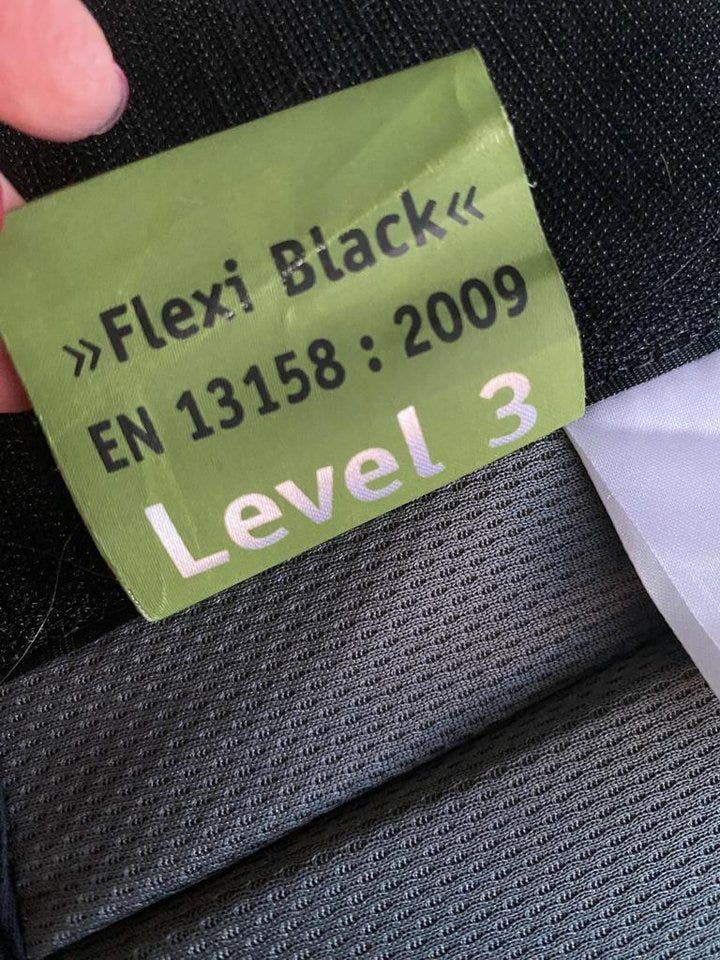 »Flexi Black«
EN 13158 : 2009
Level 3